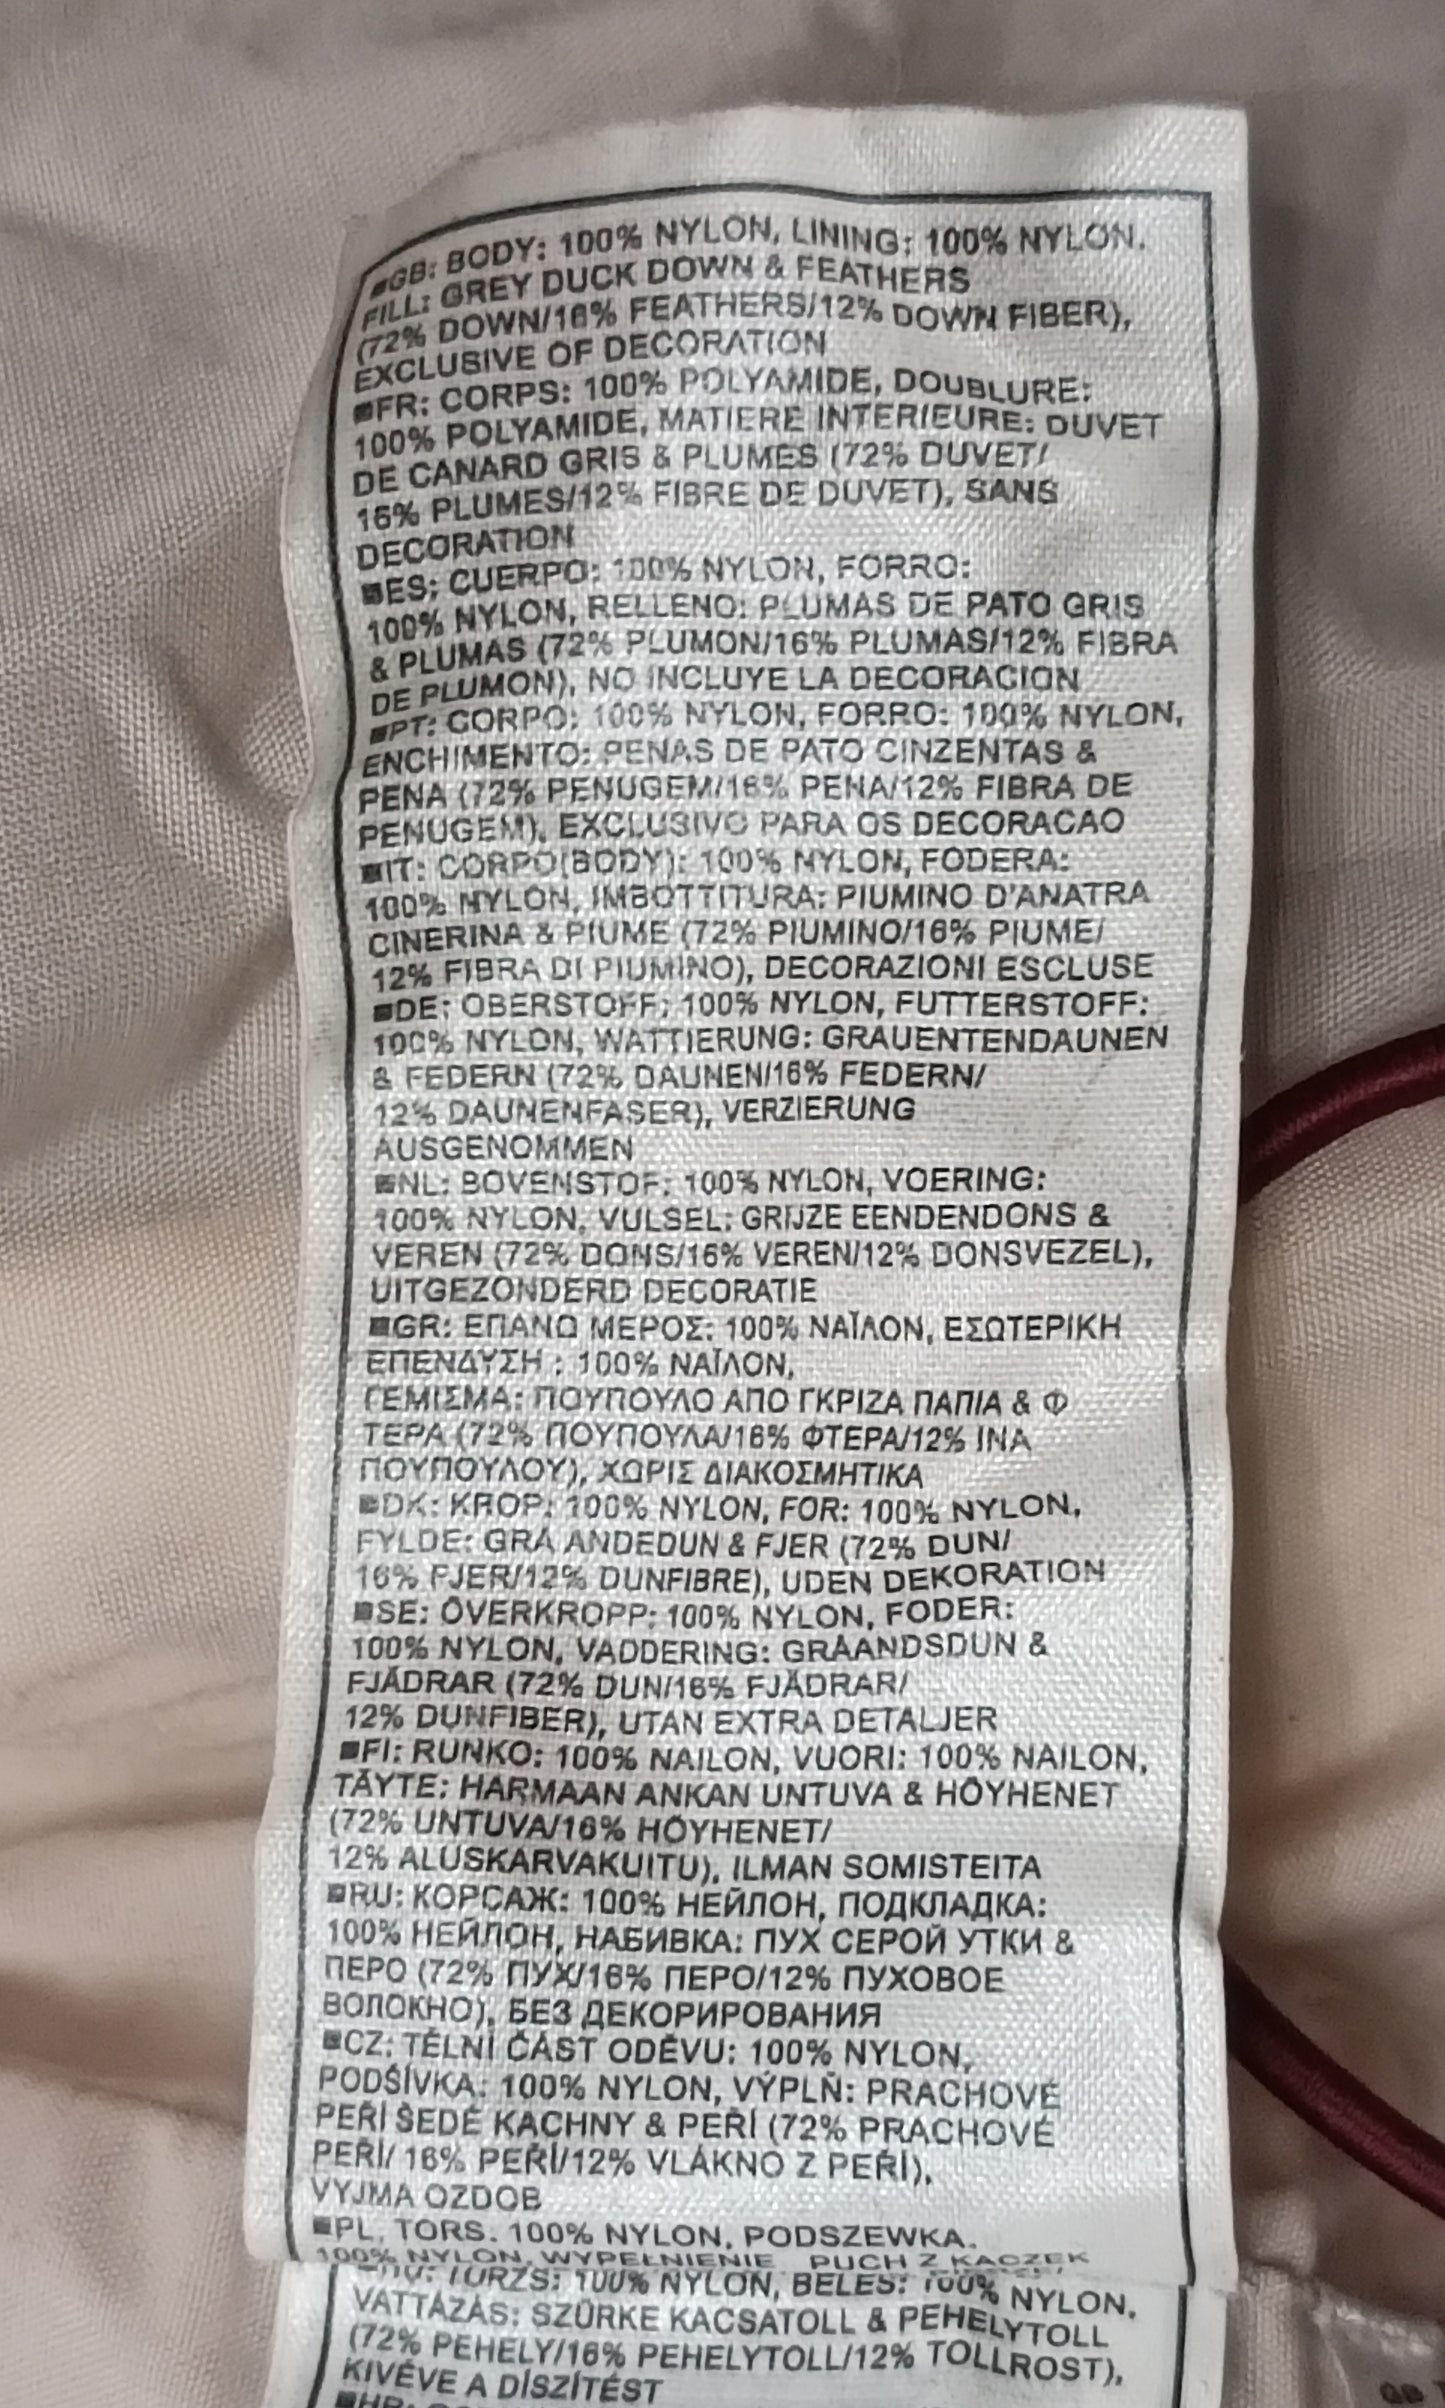 ■GB: BODY: 100% NYLON, LINING: 100% NYLON,
FILL: GREY DUCK DOWN & FEATHERS
(72% DOWN/16% FEATHERS/12% DOWN FIBER),
EXCLUSIVE OF DECORATION
■FR: CORPS: 100% POLYAMIDE, DOUBLURE:
100% POLYAMIDE, MATIERE INTERIEURE: DUVET
DE CANARD GRIS & PLUMES (72% DUVET/
16% PLUMES/12% FIBRE DE DUVET), SANS
DECORATION
■ES: CUERPO: 100% NYLON, FORRO:
100% NYLON, RELLENO: PLUMAS DE PATO GRIS
& PLUMAS (72% PLUMON/16% PLUMAS/12% FIBRA
DE PLUMON), NO INCLUYE LA DECORACION
■PT: CORPO: 100% NYLON, FORRO: 100% NYLON,
ENCHIMENTO: PENAS DE PATO CINZENTAS &
PENA (72% PENUGEM/16% PENA/12% FIBRA DE
PENUGEM), EXCLUSIVO PARA OS DECORACAO
■IT: CORPO(BODY): 100% NYLON, FODERA:
100% NYLON, IMBOTTITURA: PIUMINO D'ANATRA
CINERINA & PIUME (72% PIUMINO/16% PIUME/
12% FIBRA DI PIUMINO), DECORAZIONI ESCLUSE
■DE: OBERSTOFF: 100% NYLON, FUTTERSTOFF:
100% NYLON, WATTIERUNG: GRAUENTENDAUNEN
& FEDERN (72% DAUNEN/16% FEDERN/
12% DAUNENFASER), VERZIERUNG
AUSGENOMMEN
■NL: BOVENSTOF: 100% NYLON, VOERING:
100% NYLON, VULSEL: GRIJZE EENDENDONS &
VEREN (72% DONS/16% VEREN/12% DONSVEZEL),
UITGEZONDERD DECORATIE
■GR: ΕΠΑΝΩ ΜΕΡΟΣ: 100% ΝΑΪΛΟΝ, ΕΣΩΤΕΡΙΚΗ
ΕΠΕΝΔΥΣΗ : 100% ΝΑΪΛΟΝ,
ΓΕΜΙΣΜΑ: ΠΟΥΠΟΥΛΟ ΑΠΟ ΓΚΡΙΖΑ ΠΑΠΙΑ & Φ
ΤΕΡΑ (72% ΠΟΥΠΟΥΛΑ/16% ΦΤΕΡΑ/12% ΙΝΑ
ΠΟΥΠΟΥΛΟΥ), ΧΩΡΙΣ ΔΙΑΚΟΣΜΗΤΙΚΑ
■DK: KROP: 100% NYLON, FOR: 100% NYLON,
FYLDE: GRA ANDEDUN & FJER (72% DUN/
16% FJER/12% DUNFIBRE), UDEN DEKORATION
■SE: ÖVERKROPP: 100% NYLON, FODER:
100% NYLON, VADDERING: GRÅANDSDUN &
FJÄDRAR (72% DUN/16% FJÄDRAR/
12% DUNFIBER), UTAN EXTRA DETALJER
■FI: RUNKO: 100% NAILON, VUORI: 100% NAILON,
TÄYTE: HARMAAN ANKAN UNTUVA & HÖYHENET
(72% UNTUVA/16% HÖYHENET/
12% ALUSKARVAKUITU), ILMAN SOMISTEITA
■RU: КОРСАЖ: 100% НЕЙЛОН, ПОДКЛАДКА:
100% НЕЙЛОН, НАБИВКА: ПУХ СЕРОЙ УТКИ &
ПЕРО (72% ПУХ/16% ПЕРО/12% ПУХОВОЕ
ВОЛОКНО), БЕЗ ДЕКОРИРОВАНИЯ
■CZ: TĚLNÍ ČÁST ODĚVU: 100% NYLON,
PODŠÍVKA: 100% NYLON, VÝPLŇ: PRACHOVÉ
PEŘÍ ŠEDÉ KACHNY & PEŘÍ (72% PRACHOVÉ
PEŘÍ/ 16% PEŘÍ/12% VLÁKNO Z PEŘÍ),
VYJMA OZDOB
■PL, TORS. 100% NYLON, PODSZEWKA.
100% NYLON, WYPEŁNIENIE PUCH Z KACZEK
TÖRZS: 100% NYLON, BELES: 100% NYLON,
VATTÁZÁS: SZÜRKE KACSATOLL & PEHELYTOLL
(72% PEHELY/16% PEHELYTOLL/12% TOLLROST),
KIVÉVE A DÍSZÍTÉST